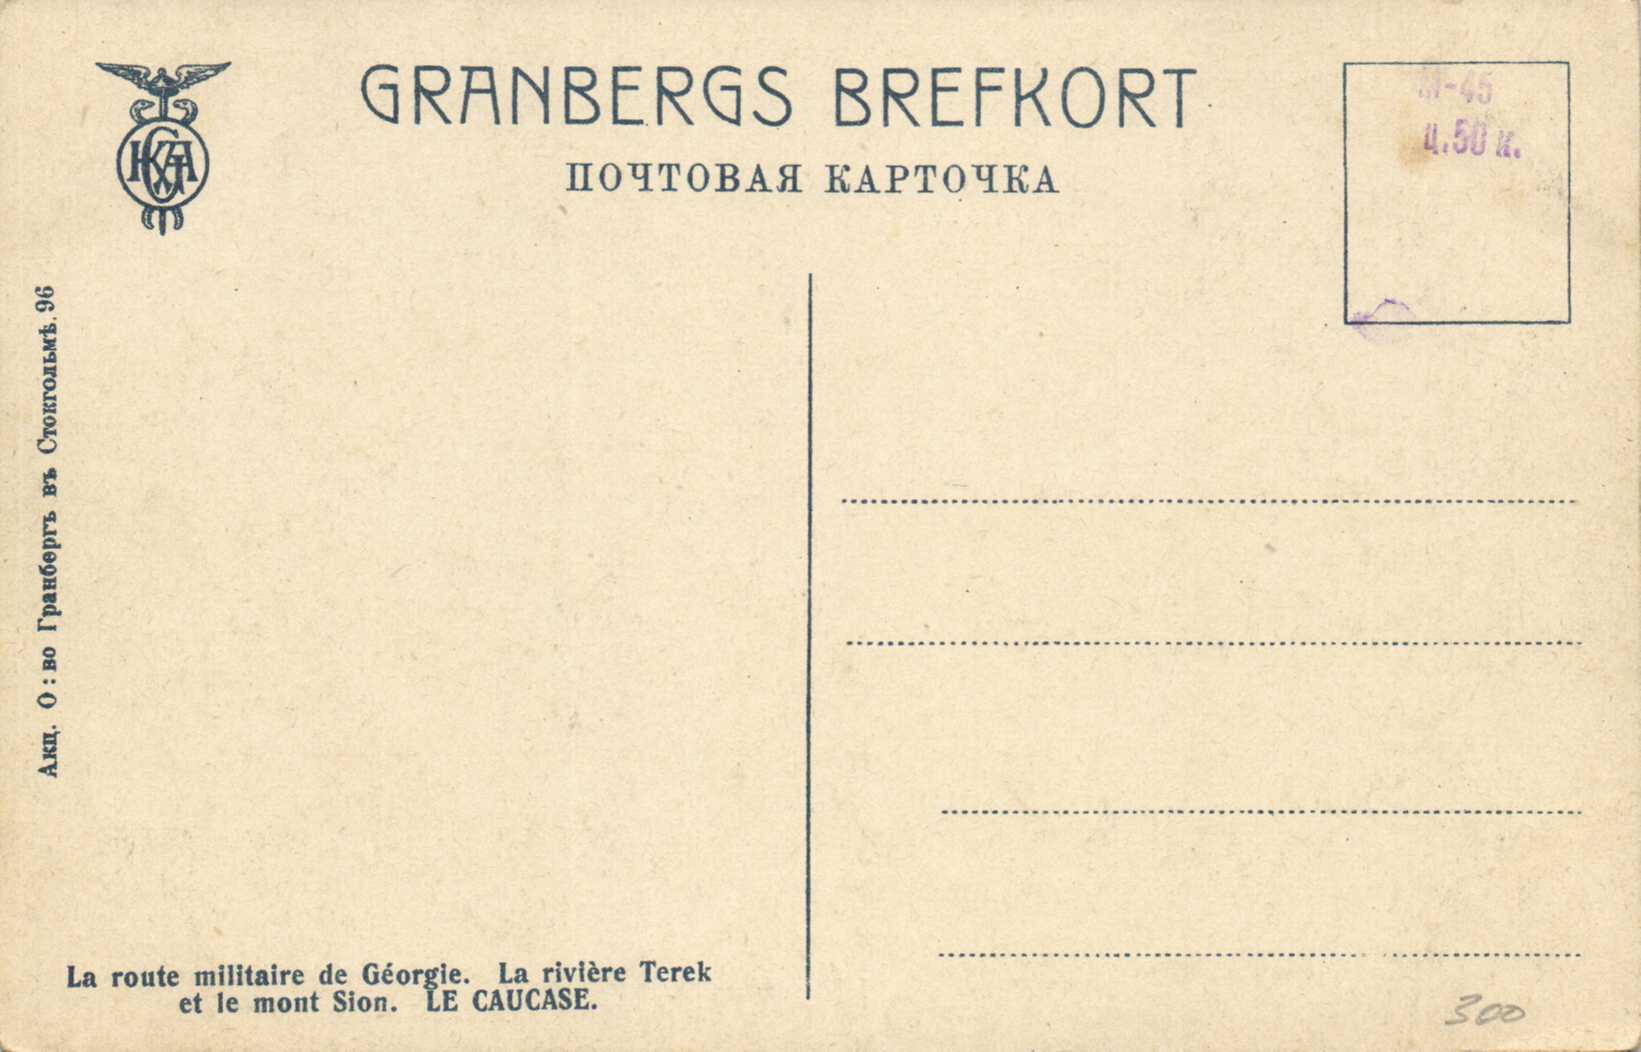 GRANBERGS BREFKORT
ПОЧТОВАЯ КАРТОЧКА
М-45
ц.50 к.
Акц. О:во Гранбергъ въ Стокгольмѣ. 96
La route militaire de Géorgie. La rivière Terek
et le mont Sion. LE CAUCASE.
300